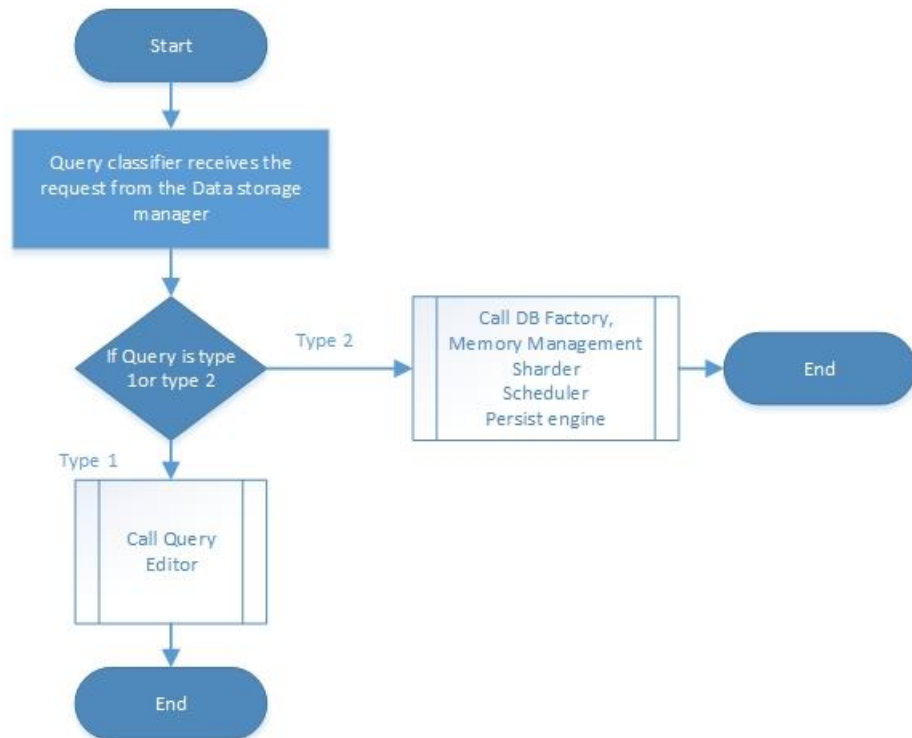 Start
Query classifier receives the
request from the Data storage
manager
If Query is type
1or type 2
Type 2
Call DB Factory,
Memory Management
Sharder
Scheduler
Persist engine
End
Type 1
Call Query
Editor
End